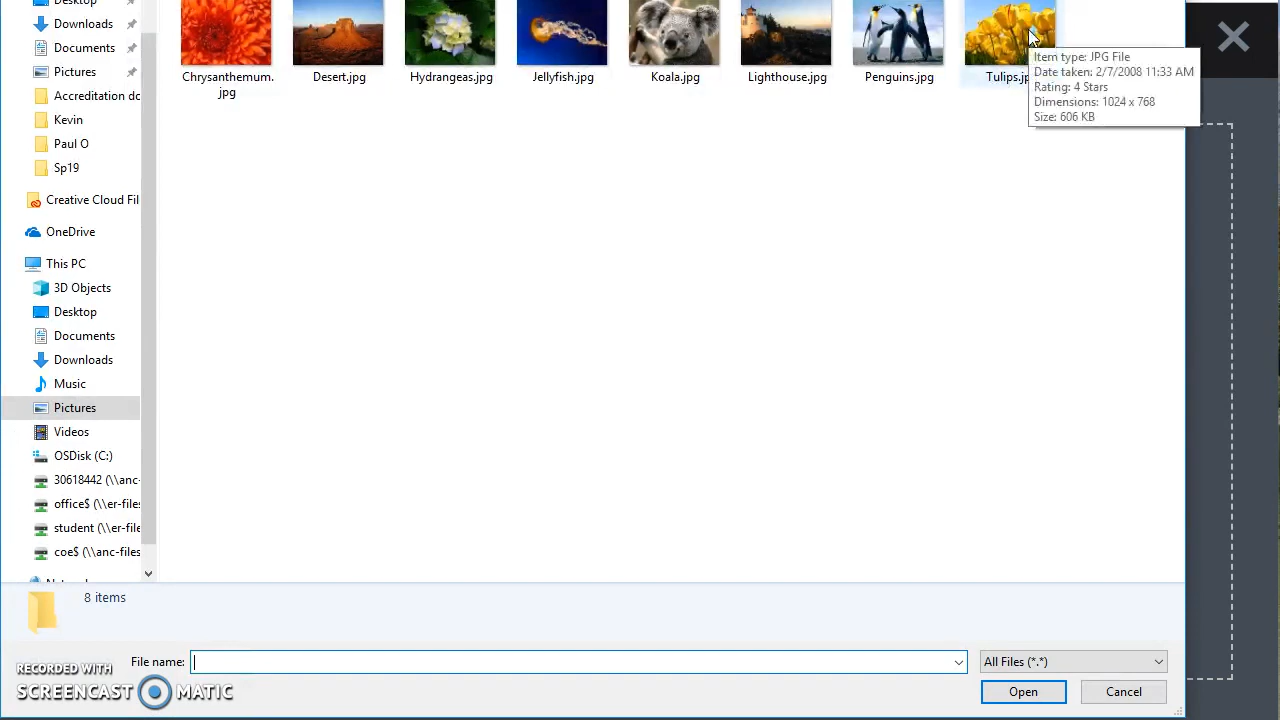 Desktop
Downloads
Documents
Pictures
Accreditation do
Kevin
Paul O
Sp19
Creative Cloud Fil
OneDrive
This PC
3D Objects
Desktop
Documents
Downloads
Music
Pictures
Videos
OSDisk (C:)
30618442 (\\anc-
office$ (\\er-files
student (\\er-file
coe$ (\\anc-files
Chrysanthemum.
jpg
Desert.jpg
Hydrangeas.jpg
Jellyfish.jpg
Koala.jpg
Lighthouse.jpg
Penguins.jpg
Tulips.jp
Item type: JPG File
Date taken: 2/7/2008 11:33 AM
Rating: 4 Stars
Dimensions: 1024 x 768
Size: 606 KB
8 items
File name:
All Files (*.*)
Open
Cancel
RECORDED WITH
SCREENCAST MATIC